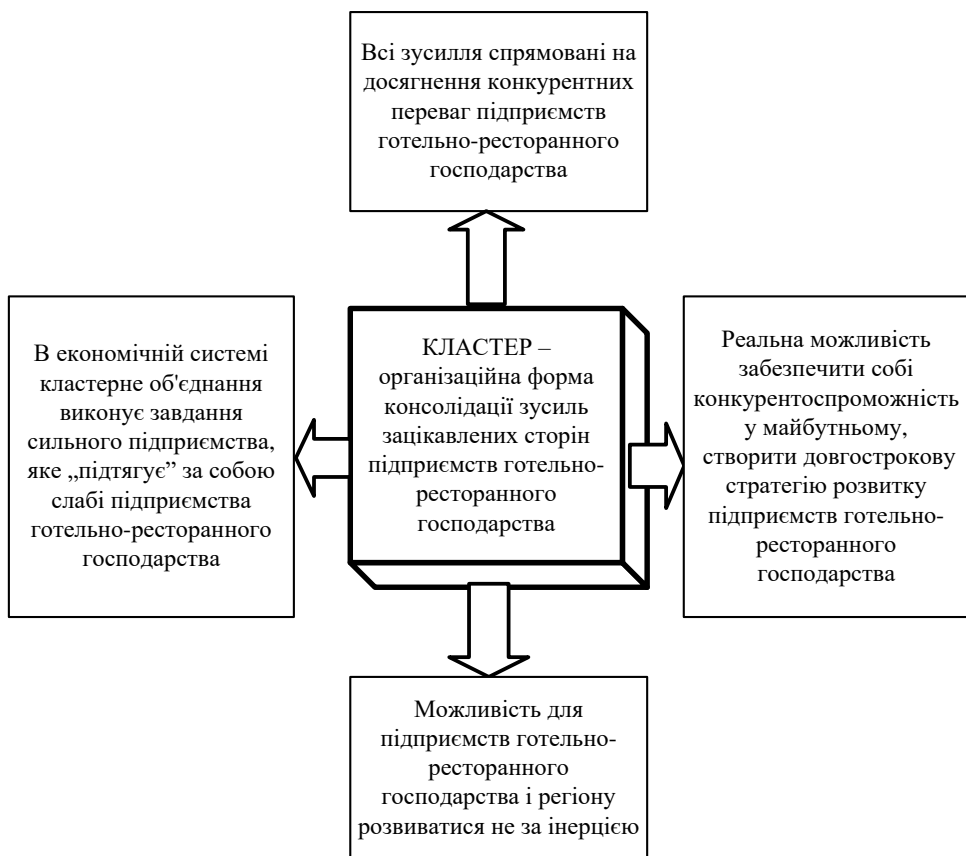 Всі зусилля спрямовані на
досягнення конкурентних
переваг підприємств
готельно-ресторанного
господарства
В економічній системі
кластерне об'єднання
виконує завдання
сильного підприємства,
яке „підтягує” за собою
слабі підприємства
готельно-ресторанного
господарства
КЛАСТЕР –
організаційна форма
консолідації зусиль
зацікавлених сторін
підприємств готельно-
ресторанного
господарства
Реальна можливість
забезпечити собі
конкурентоспроможність
у майбутньому,
створити довгострокову
стратегію розвитку
підприємств готельно-
ресторанного
господарства
Можливість для
підприємств готельно-
ресторанного
господарства і регіону
розвиватися не за інерцією